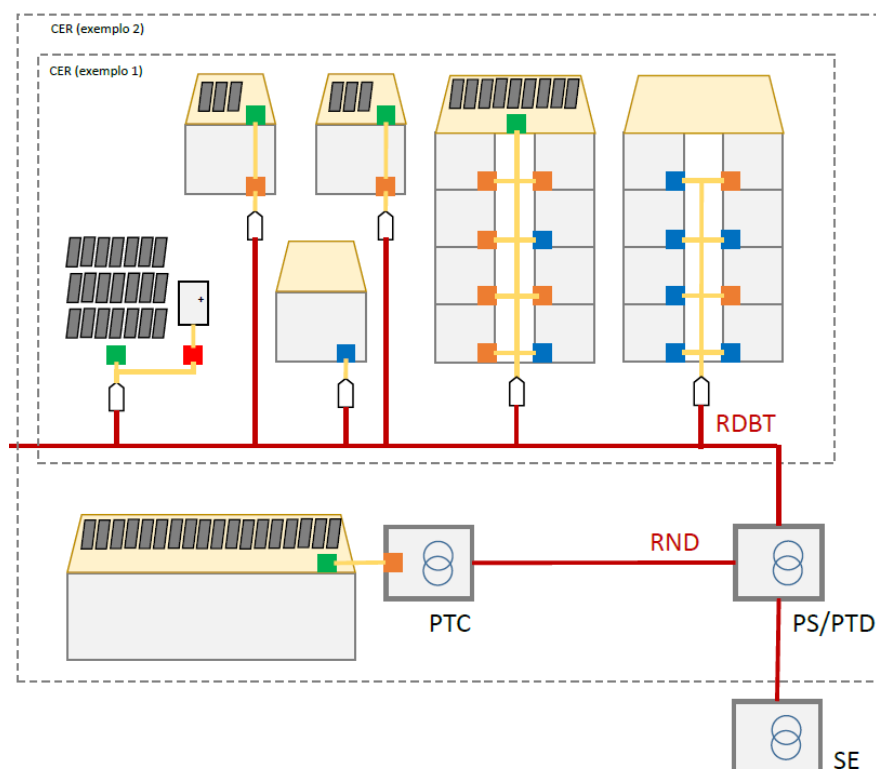 CER (exemplo 2)
CER (exemplo 1)
+
RDBT
RND
PTC
PS/PTD
SE